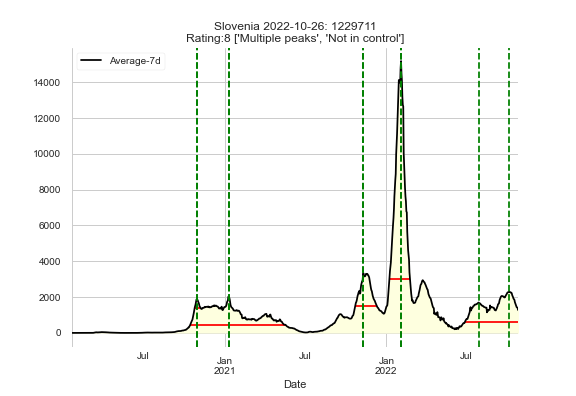 Slovenia 2022-10-26: 1229711
Rating:8 ['Multiple peaks', 'Not in control']
Average-7d
14000
12000
10000
8000
6000
4000
2000
0
Jul
Jan
2021
Jul
Jan
2022
Jul
Date